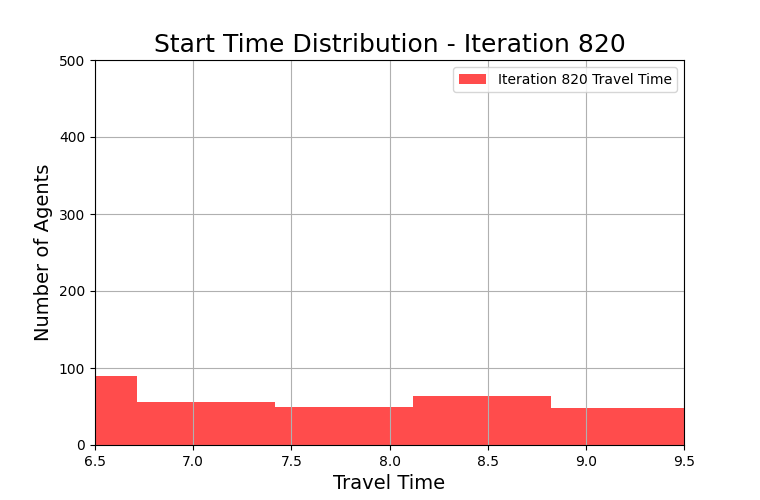 Start Time Distribution - Iteration 820
Iteration 820 Travel Time
Number of Agents
500
400
300
200
100
0
6.5 7.0 7.5 8.0 8.5 9.0 9.5
Travel Time